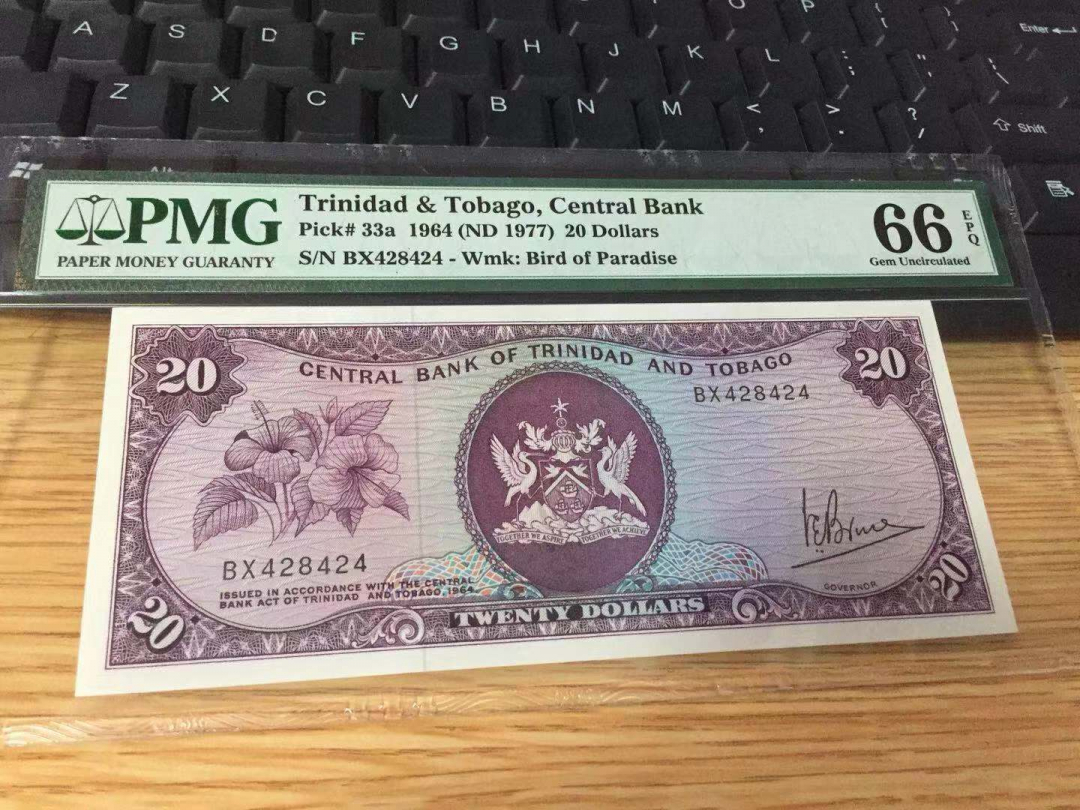 O P { [
Enter
A S D F G H J K L : ; " '
Z X C V B N M < , > . ? /
Shift
PMG
PAPER MONEY GUARANTY
Trinidad & Tobago, Central Bank
Pick# 33a 1964 (ND 1977) 20 Dollars
S/N BX428424 - Wmk: Bird of Paradise
66
EPQ
Gem Uncirculated
20
CENTRAL BANK OF TRINIDAD AND TOBAGO
20
BX428424
TOGETHER WE ASPIRE TOGETHER WE ACHIEVE
BX428424
ISSUED IN ACCORDANCE WITH THE CENTRAL
BANK ACT OF TRINIDAD AND TOBAGO 1964
GOVERNOR
20
TWENTY DOLLARS
20